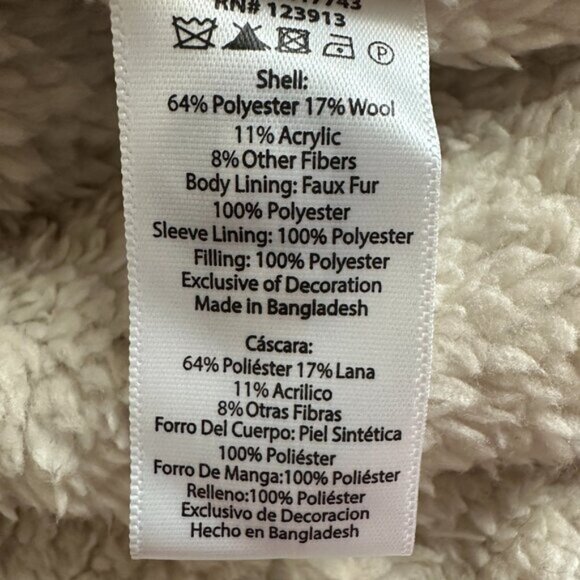 RN# 123913
P
Shell:
64% Polyester 17% Wool
11% Acrylic
8% Other Fibers
Body Lining: Faux Fur
100% Polyester
Sleeve Lining: 100% Polyester
Filling: 100% Polyester
Exclusive of Decoration
Made in Bangladesh
Cáscara:
64% Poliéster 17% Lana
11% Acrilico
8% Otras Fibras
Forro Del Cuerpo: Piel Sintética
100% Poliéster
Forro De Manga:100% Poliéster
Relleno:100% Poliéster
Exclusivo de Decoracion
Hecho en Bangladesh